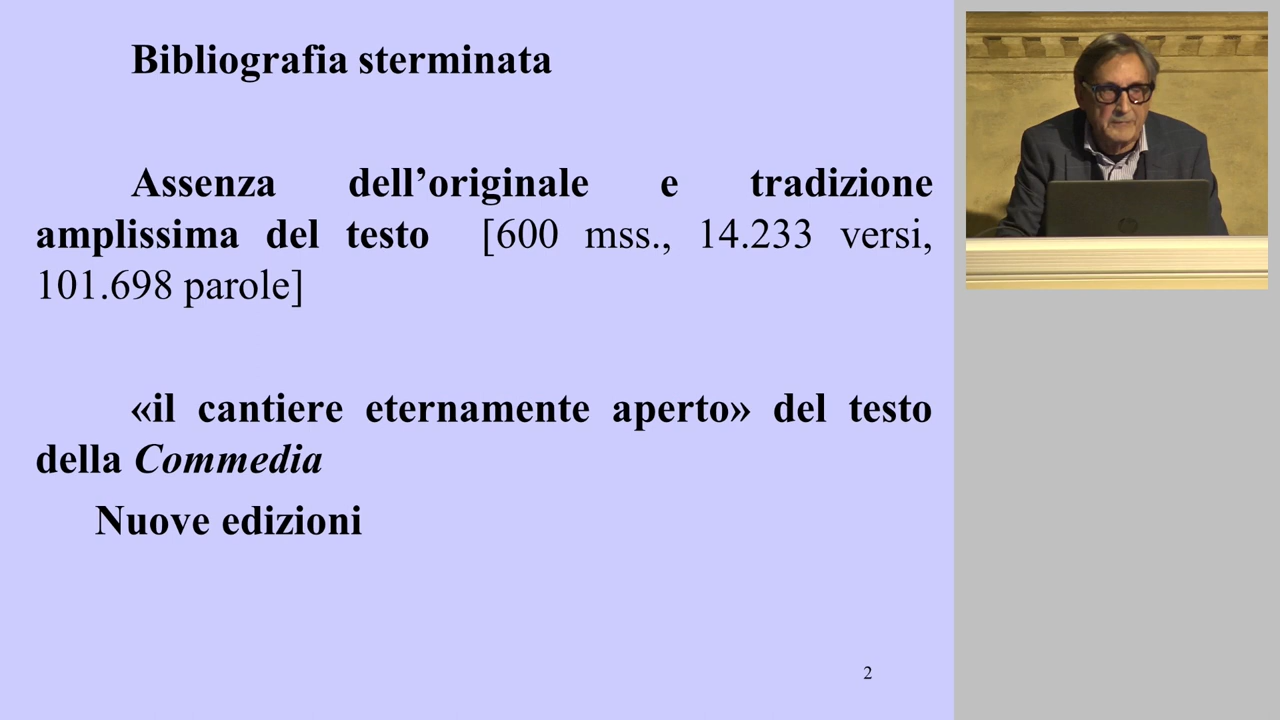 Bibliografia sterminata
Assenza dell’originale e tradizione
amplissima del testo [600 mss., 14.233 versi,
101.698 parole]
«il cantiere eternamente aperto» del testo
della Commedia
Nuove edizioni
2